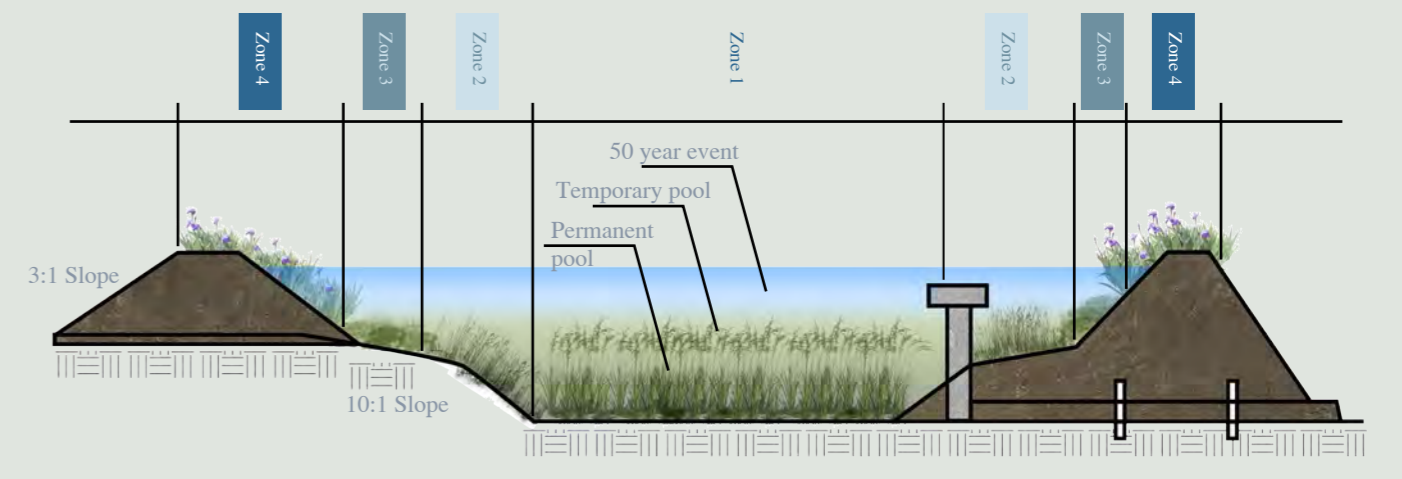 Zone 4
Zone 3
Zone 2
Zone 1
Zone 2
Zone 3
Zone 4
50 year event
Temporary pool
Permanent
pool
3:1 Slope
10:1 Slope